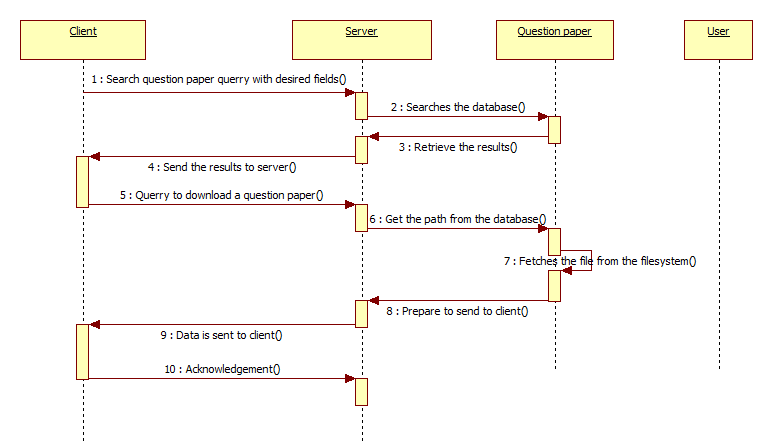 Client
Server
Question paper
User
1 : Search question paper querry with desired fields()
2 : Searches the database()
3 : Retrieve the results()
4 : Send the results to server()
5 : Querry to download a question paper()
6 : Get the path from the database()
7 : Fetches the file from the filesystem()
8 : Prepare to send to client()
9 : Data is sent to client()
10 : Acknowledgement()